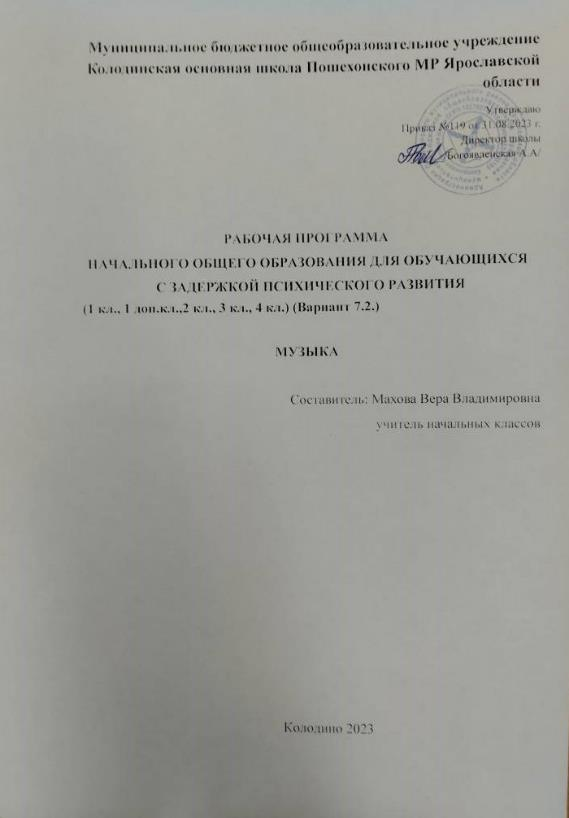 Муниципальное бюджетное общеобразовательное учреждение
Колодинская основная школа Пошехонского МР Ярославской
области
Утверждаю
Приказ №119 от 31.08.2023 г.
Директор школы
/Богоявленская А.А/
РАБОЧАЯ ПРОГРАММА
НАЧАЛЬНОГО ОБЩЕГО ОБРАЗОВАНИЯ ДЛЯ ОБУЧАЮЩИХСЯ
С ЗАДЕРЖКОЙ ПСИХИЧЕСКОГО РАЗВИТИЯ
(1 кл., 1 доп.кл.,2 кл., 3 кл., 4 кл.) (Вариант 7.2.)
МУЗЫКА
Составитель: Махова Вера Владимировна
учитель начальных классов
Колодино 2023